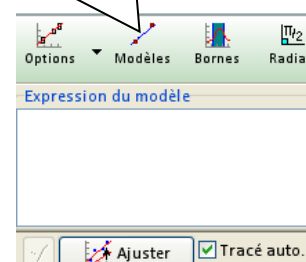 Options Modèles Bornes Radia
Expression du modèle
Ajuster Tracé auto.